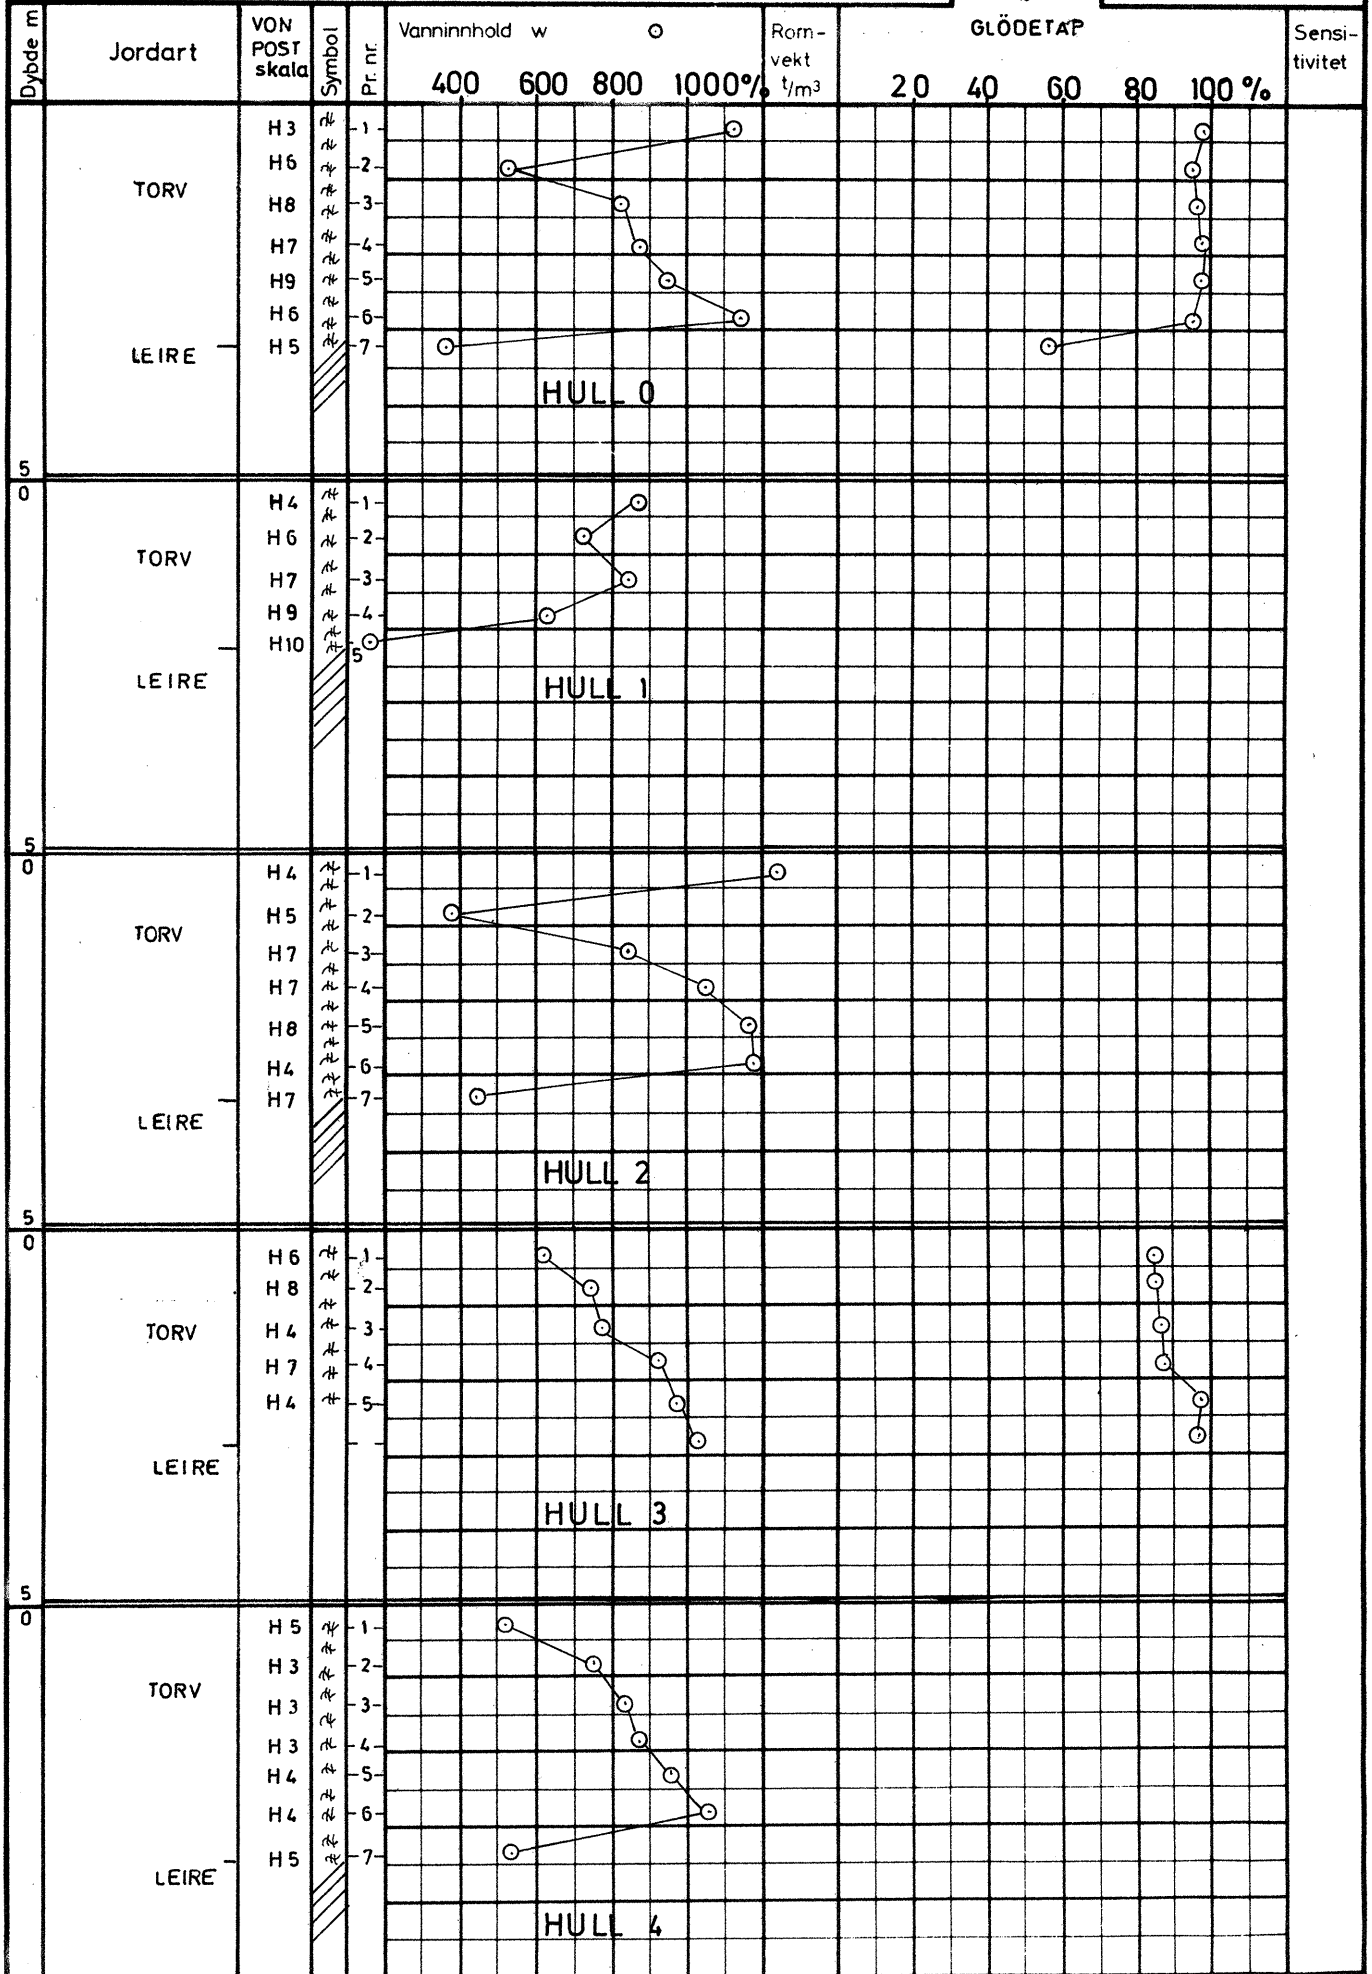 Dybde m
Jordart
VON
POST
skala
Symbol
Pr. nr.
Vanninnhold w
400 600 800 1000%
Rom-
vekt
t/m³
GLÖDETAP
20 40 60 80 100 %
Sensi-
tivitet
H3 1
H6 2
TORV
H8 3
H7 4
H9 5
H6 6
LEIRE H5 7
HULL 0
5
0
H4 1
H6 2
TORV
H7 3
H9 4
H10 5
LEIRE
HULL 1
5
0
H4 1
H5 2
TORV
H7 3
H7 4
H8 5
H4 6
H7 7
LEIRE
HULL 2
5
0
H6 1
H8 2
TORV H4 3
H7 4
H4 5
LEIRE
HULL 3
5
0
H5 1
H3 2
TORV
H3 3
H3 4
H4 5
H4 6
H5 7
LEIRE
HULL 4